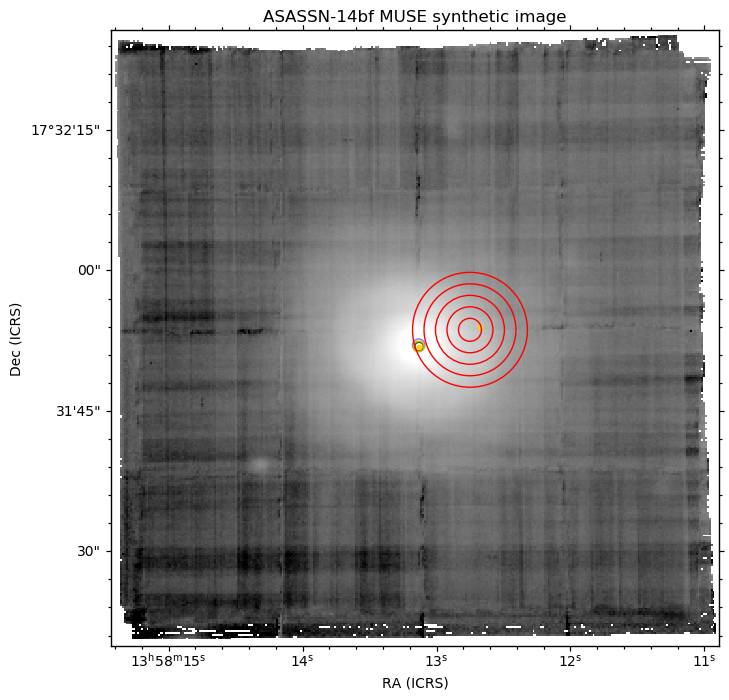 ASASSN-14bf MUSE synthetic image
17°32'15"
00"
31'45"
30"
Dec (ICRS)
13ʰ58ᵐ15ˢ
14ˢ
13ˢ
12ˢ
11ˢ
RA (ICRS)